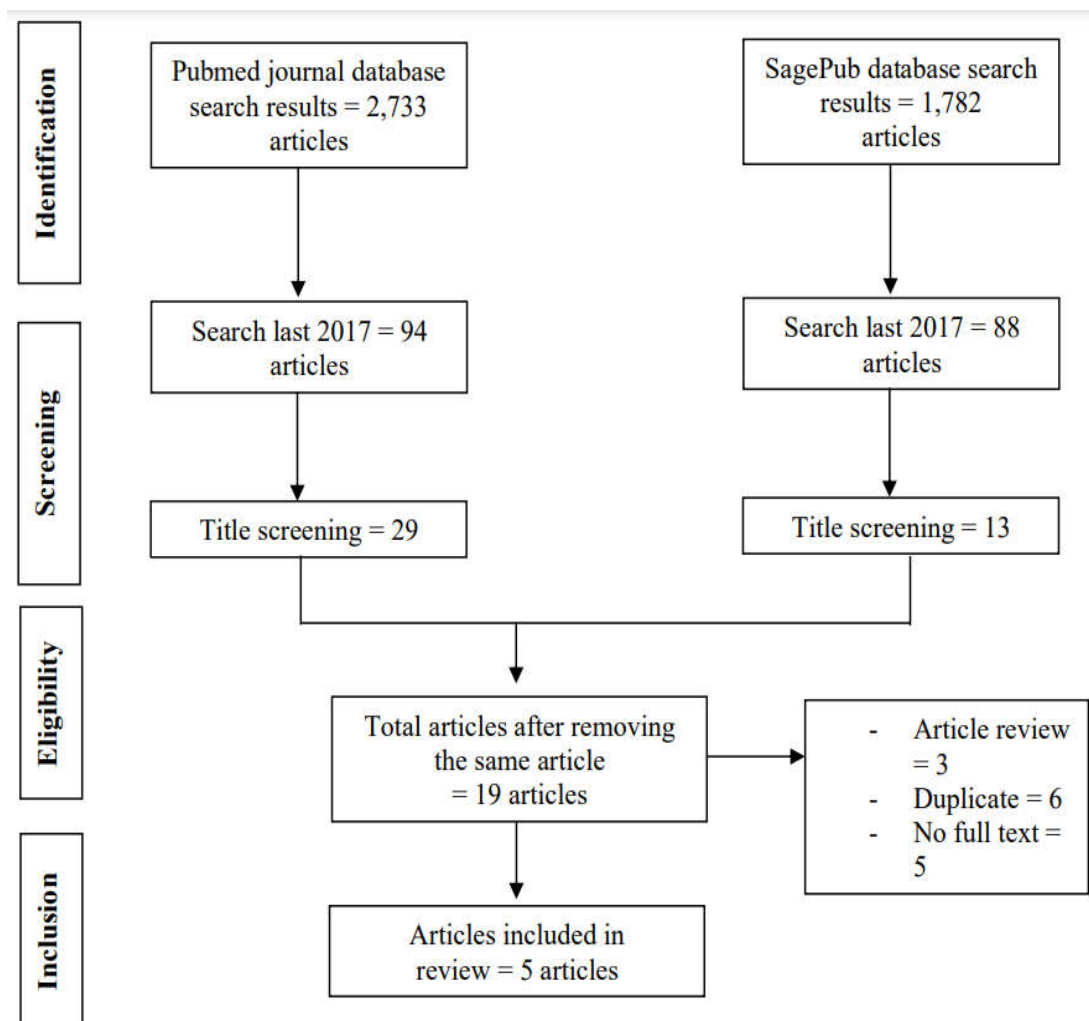 Identification
Pubmed journal database
search results = 2,733
articles
SagePub database search
results = 1,782
articles
Screening
Search last 2017 = 94
articles
Search last 2017 = 88
articles
Title screening = 29
Title screening = 13
Eligibility
Total articles after removing
the same article
= 19 articles
- Article review
= 3
- Duplicate = 6
- No full text =
5
Inclusion
Articles included in
review = 5 articles